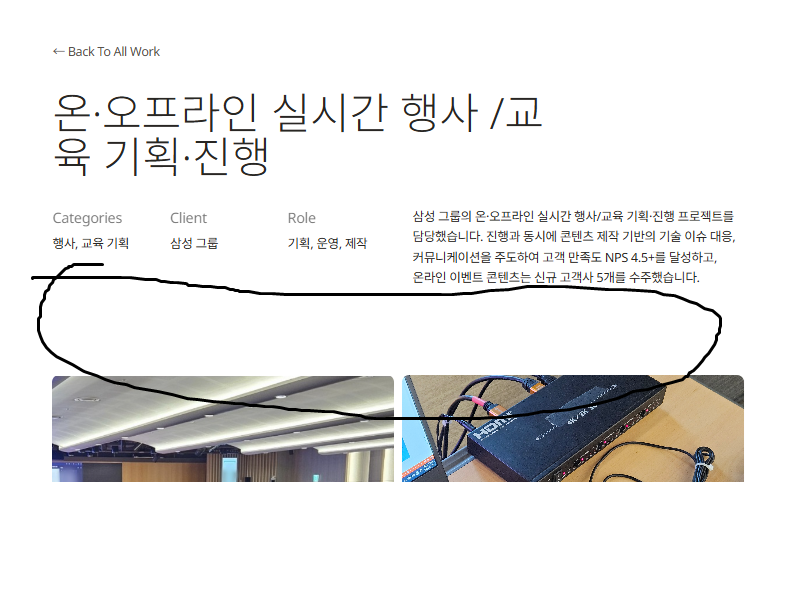 ← Back To All Work
온·오프라인 실시간 행사 /교
육 기획·진행
Categories
행사, 교육 기획
Client
삼성 그룹
Role
기획, 운영, 제작
삼성 그룹의 온·오프라인 실시간 행사/교육 기획·진행 프로젝트를
담당했습니다. 진행과 동시에 콘텐츠 제작 기반의 기술 이슈 대응,
커뮤니케이션을 주도하여 고객 만족도 NPS 4.5+를 달성하고,
온라인 이벤트 콘텐츠는 신규 고객사 5개를 수주했습니다.
HDMI